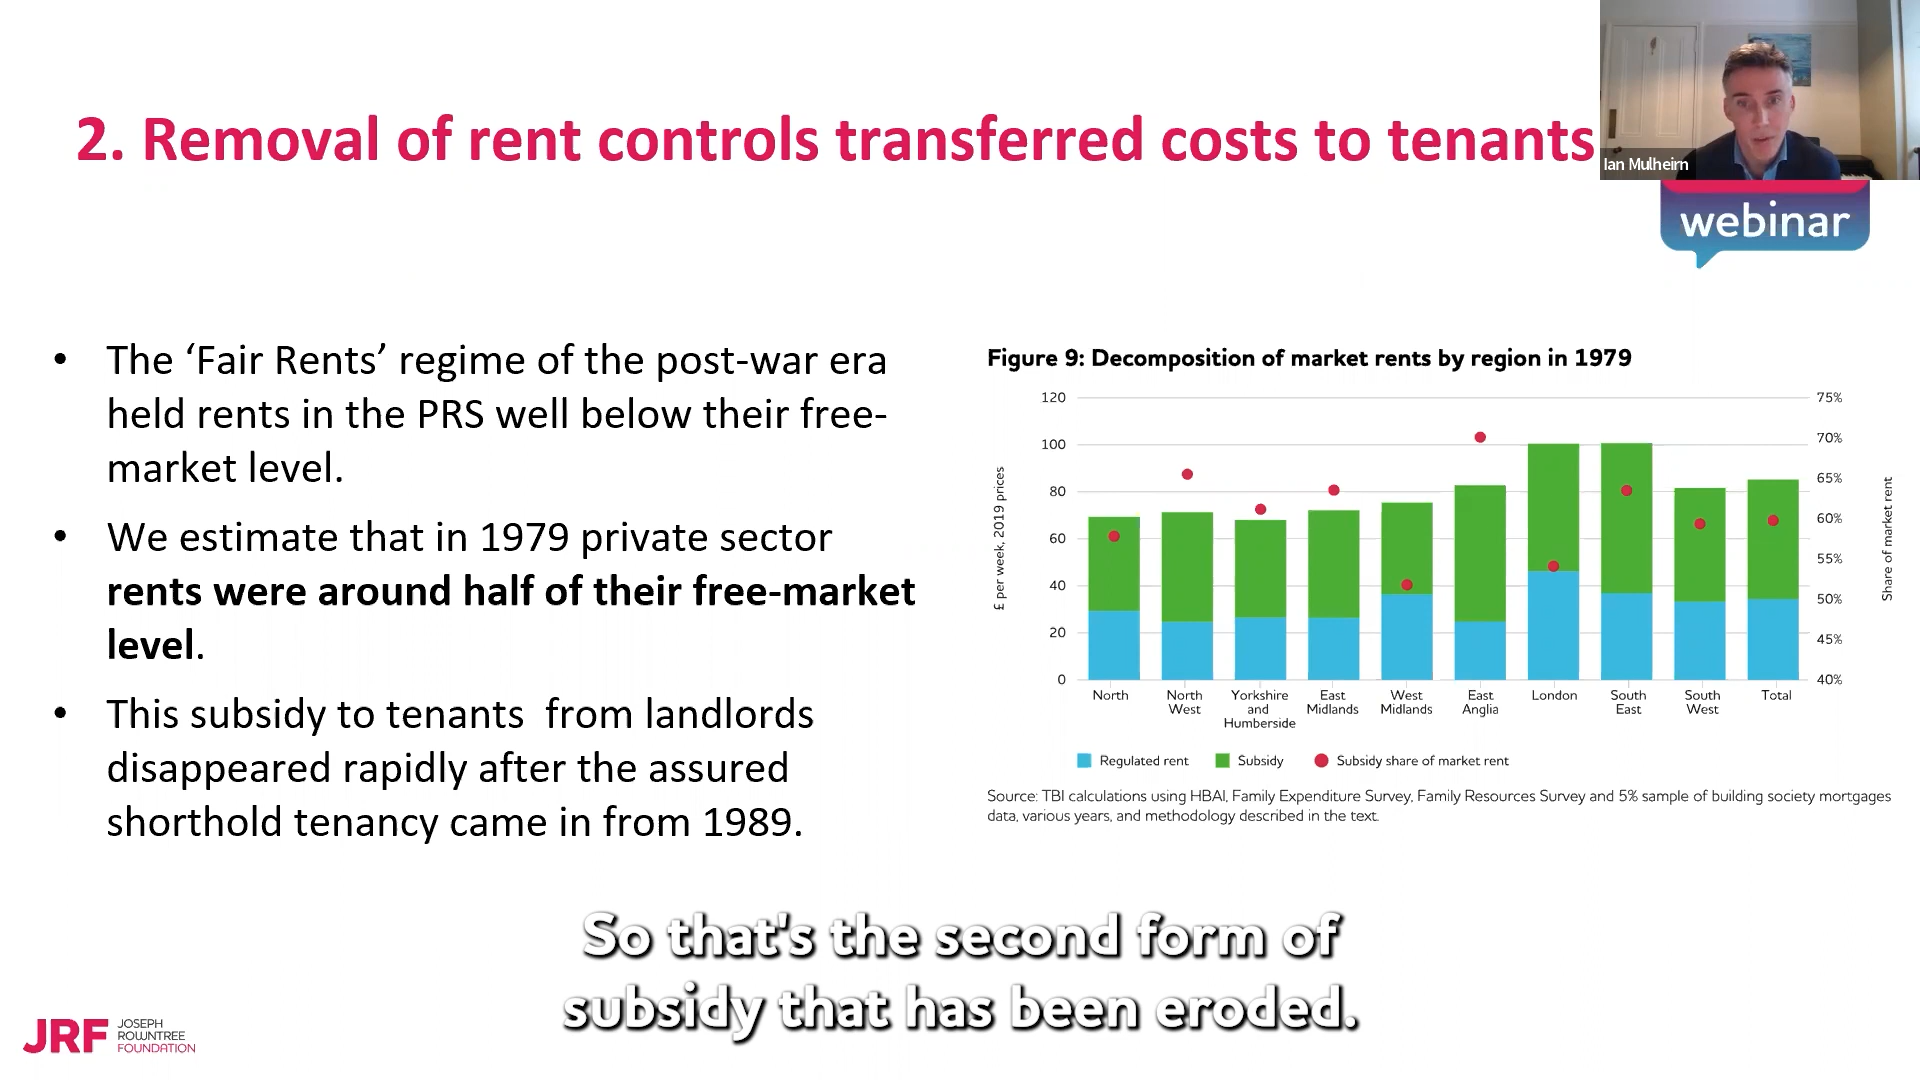 2. Removal of rent controls transferred costs to tenants
Ian Mulheirn
webinar
• The ‘Fair Rents’ regime of the post-war era
held rents in the PRS well below their free-
market level.
• We estimate that in 1979 private sector
rents were around half of their free-market
level.
• This subsidy to tenants  from landlords
disappeared rapidly after the assured
shorthold tenancy came in from 1989.
Figure 9: Decomposition of market rents by region in 1979
£ per week, 2019 prices
120
100
80
60
40
20
0
75%
70%
65%
60%
55%
50%
45%
40%
Share of market rent
North
North
West
Yorkshire
and
Humberside
East
Midlands
West
Midlands
East
Anglia
London
South
East
South
West
Total
Regulated rent
Subsidy
Subsidy share of market rent
Source: TBI calculations using HBAI, Family Expenditure Survey, Family Resources Survey and 5% sample of building society mortgages
data, various years, and methodology described in the text.
So that's the second form of
subsidy that has been eroded.
JRF
JOSEPH
ROWNTREE
FOUNDATION